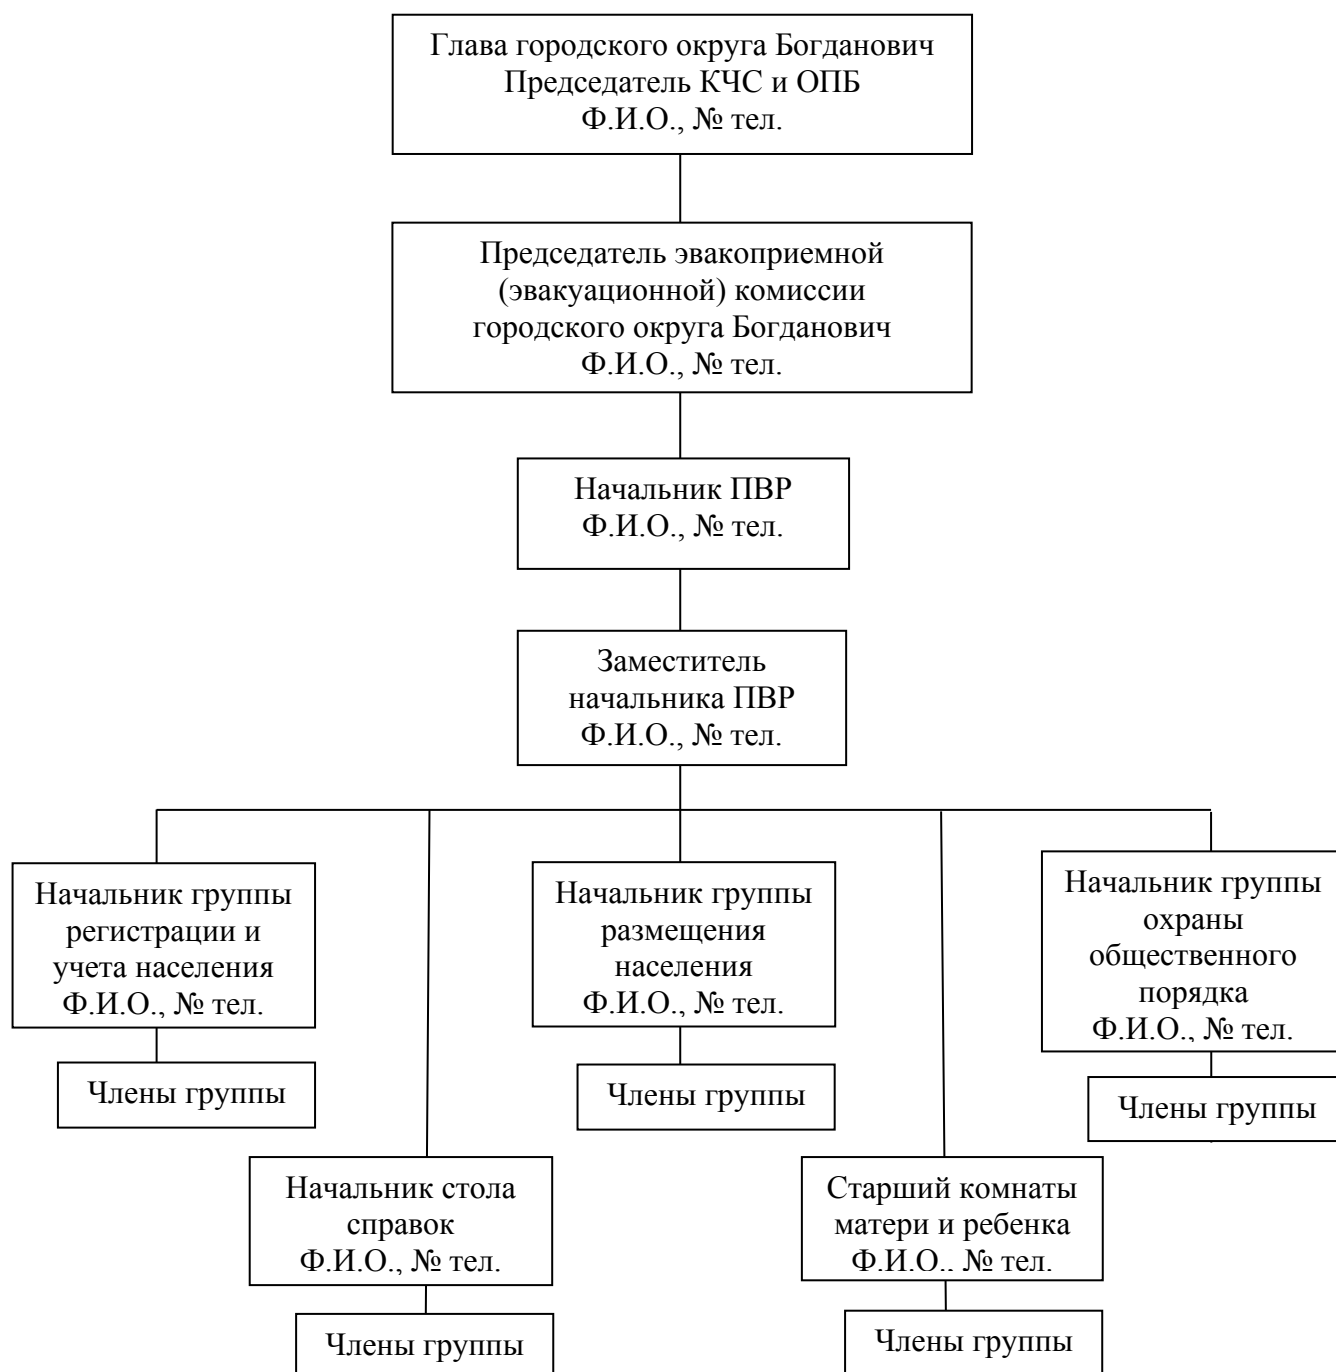 Глава городского округа Богданович
Председатель КЧС и ОПБ
Ф.И.О., № тел.
Председатель эвакоприемной
(эвакуационной) комиссии
городского округа Богданович
Ф.И.О., № тел.
Начальник ПВР
Ф.И.О., № тел.
Заместитель
начальника ПВР
Ф.И.О., № тел.
Начальник группы
регистрации и
учета населения
Ф.И.О., № тел.
Члены группы
Начальник группы
размещения
населения
Ф.И.О., № тел.
Члены группы
Начальник группы
охраны
общественного
порядка
Ф.И.О., № тел.
Члены группы
Начальник стола
справок
Ф.И.О., № тел.
Члены группы
Старший комнаты
матери и ребенка
Ф.И.О., № тел.
Члены группы